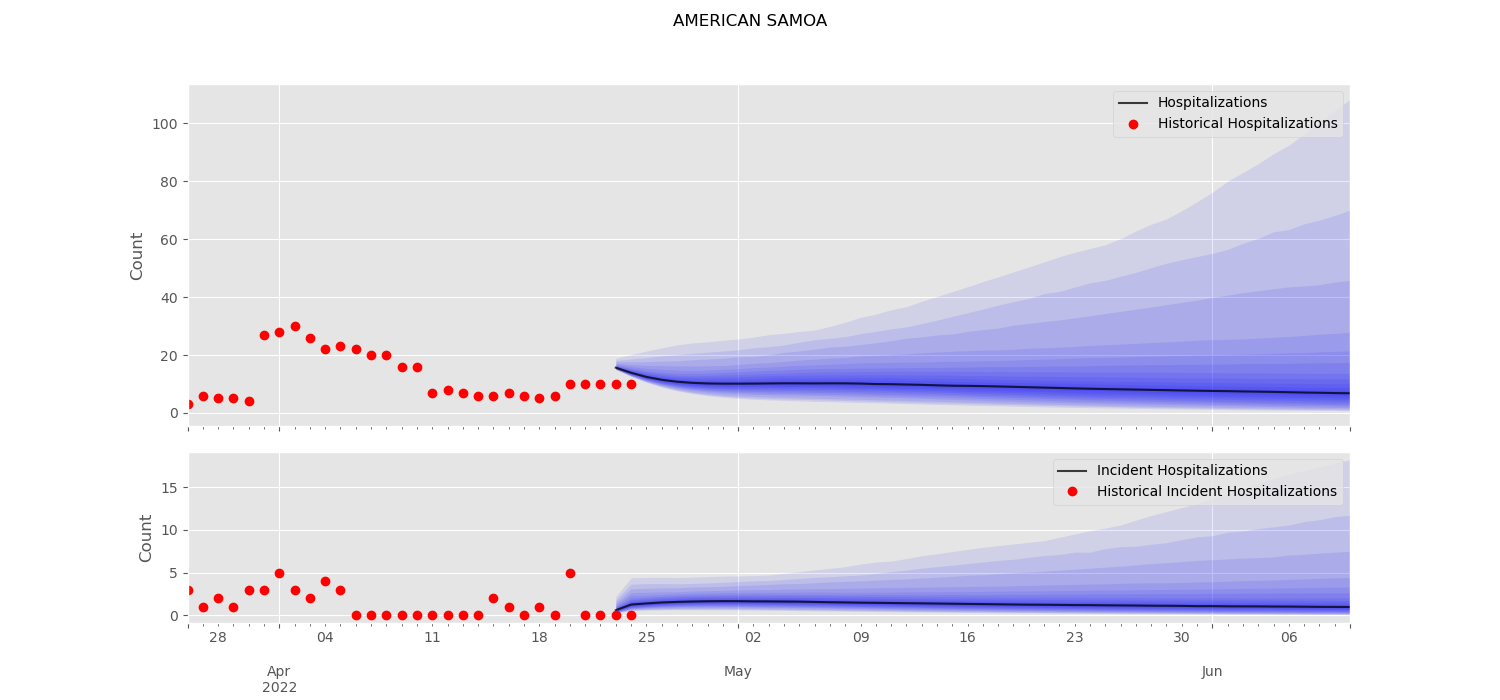 AMERICAN SAMOA
Count
100
80
60
40
20
0
Hospitalizations
Historical Hospitalizations
Count
15
10
5
0
Incident Hospitalizations
Historical Incident Hospitalizations
28 04 11 18 25 02 09 16 23 30 06
Apr May Jun
2022